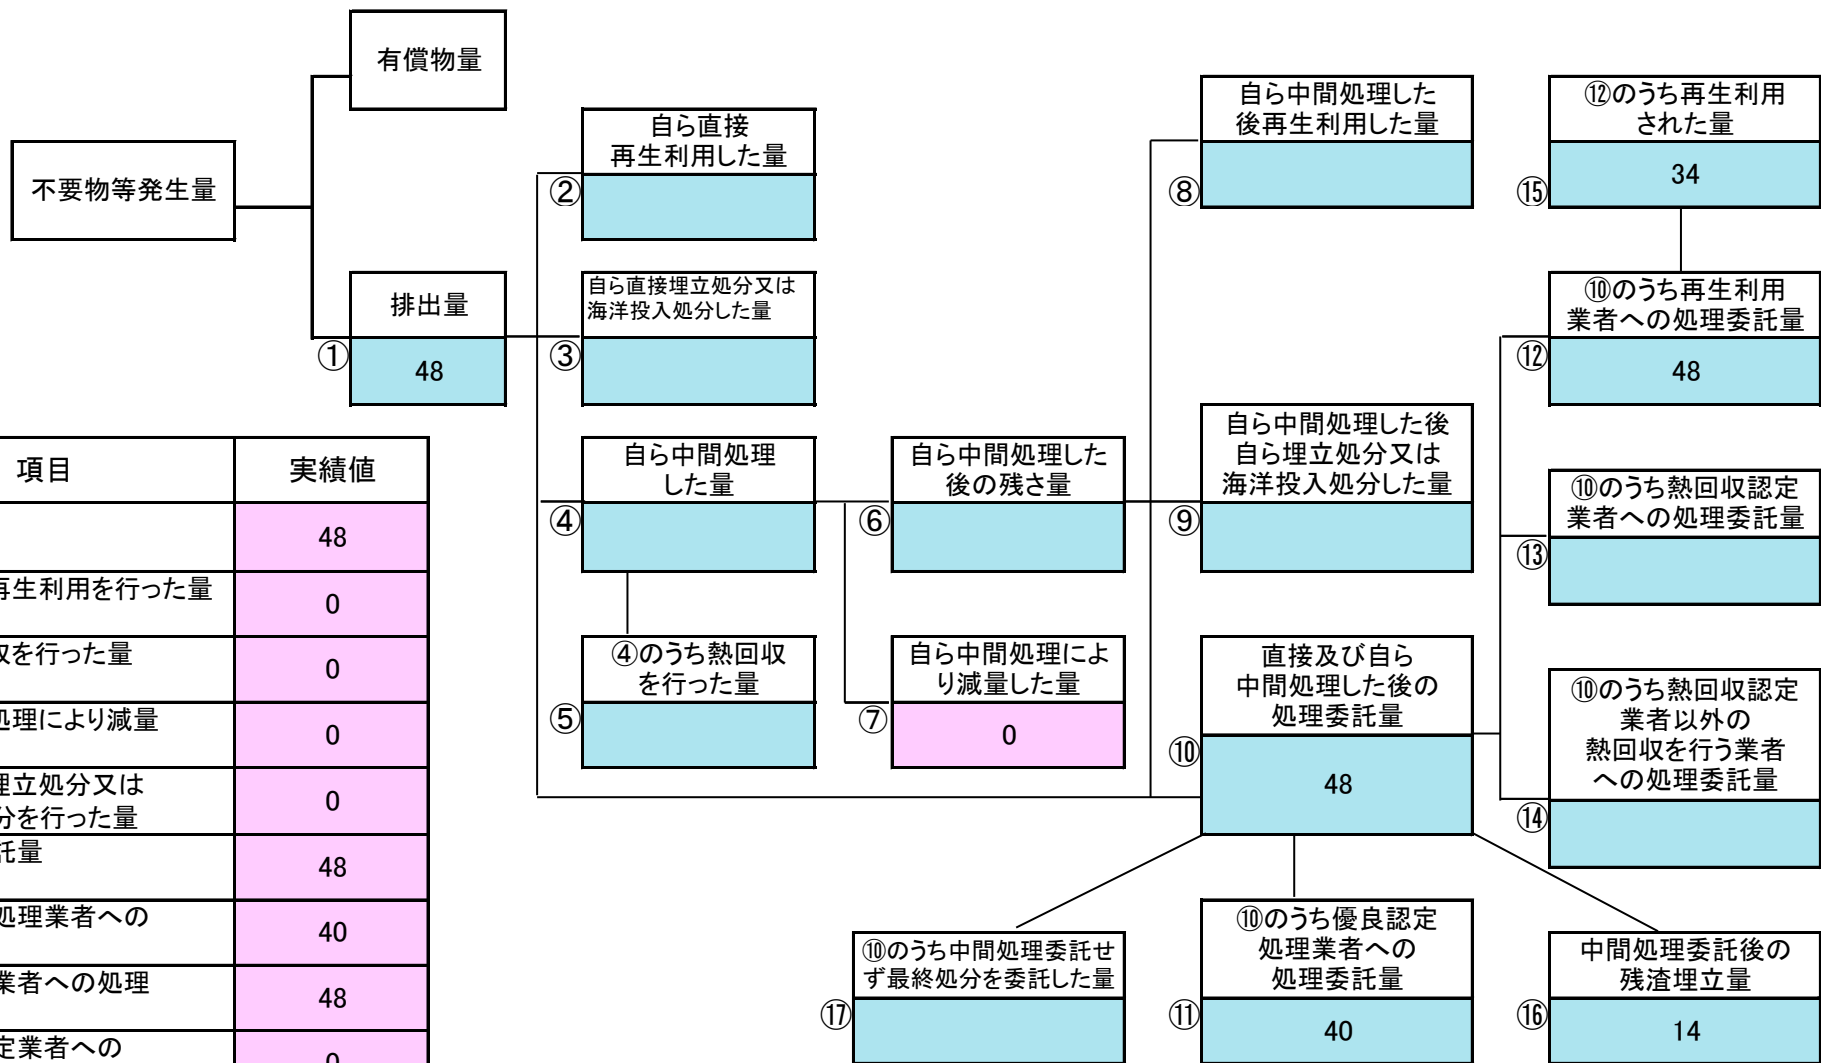 有償物量
不要物等発生量
排出量
①
48
自ら直接
再生利用した量
②
自ら直接埋立処分又は
海洋投入処分した量
③
自ら中間処理
した量
④
④のうち熱回収
を行った量
⑤
自ら中間処理した
後の残さ量
⑥
自ら中間処理によ
り減量した量
⑦
0
自ら中間処理した
後再生利用した量
⑧
自ら中間処理した後
自ら埋立処分又は
海洋投入処分した量
⑨
直接及び自ら
中間処理した後の
処理委託量
⑩
48
⑫のうち再生利用
された量
⑮
34
⑩のうち再生利用
業者への処理委託量
⑫
48
⑩のうち熱回収認定
業者への処理委託量
⑬
⑩のうち熱回収認定
業者以外の
熱回収を行う業者
への処理委託量
⑭
⑩のうち中間処理委託せ
ず最終処分を委託した量
⑰
⑩のうち優良認定
処理業者への
処理委託量
⑪
40
中間処理委託後の
残渣埋立量
⑯
14
項目 実績値
48
再生利用を行った量 0
を行った量 0
処理により減量 0
埋立処分又は
分を行った量 0
託量 48
処理業者への 40
業者への処理 48
定業者への